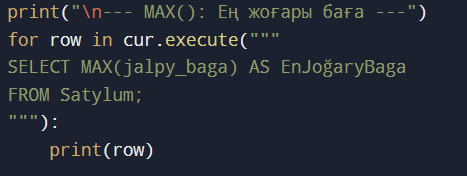 print("\n--- MAX(): Ең жоғары баға ---")
for row in cur.execute("""
SELECT MAX(jalpy_baga) AS EnJoğaryBaga
FROM Satylum;
"""):
    print(row)